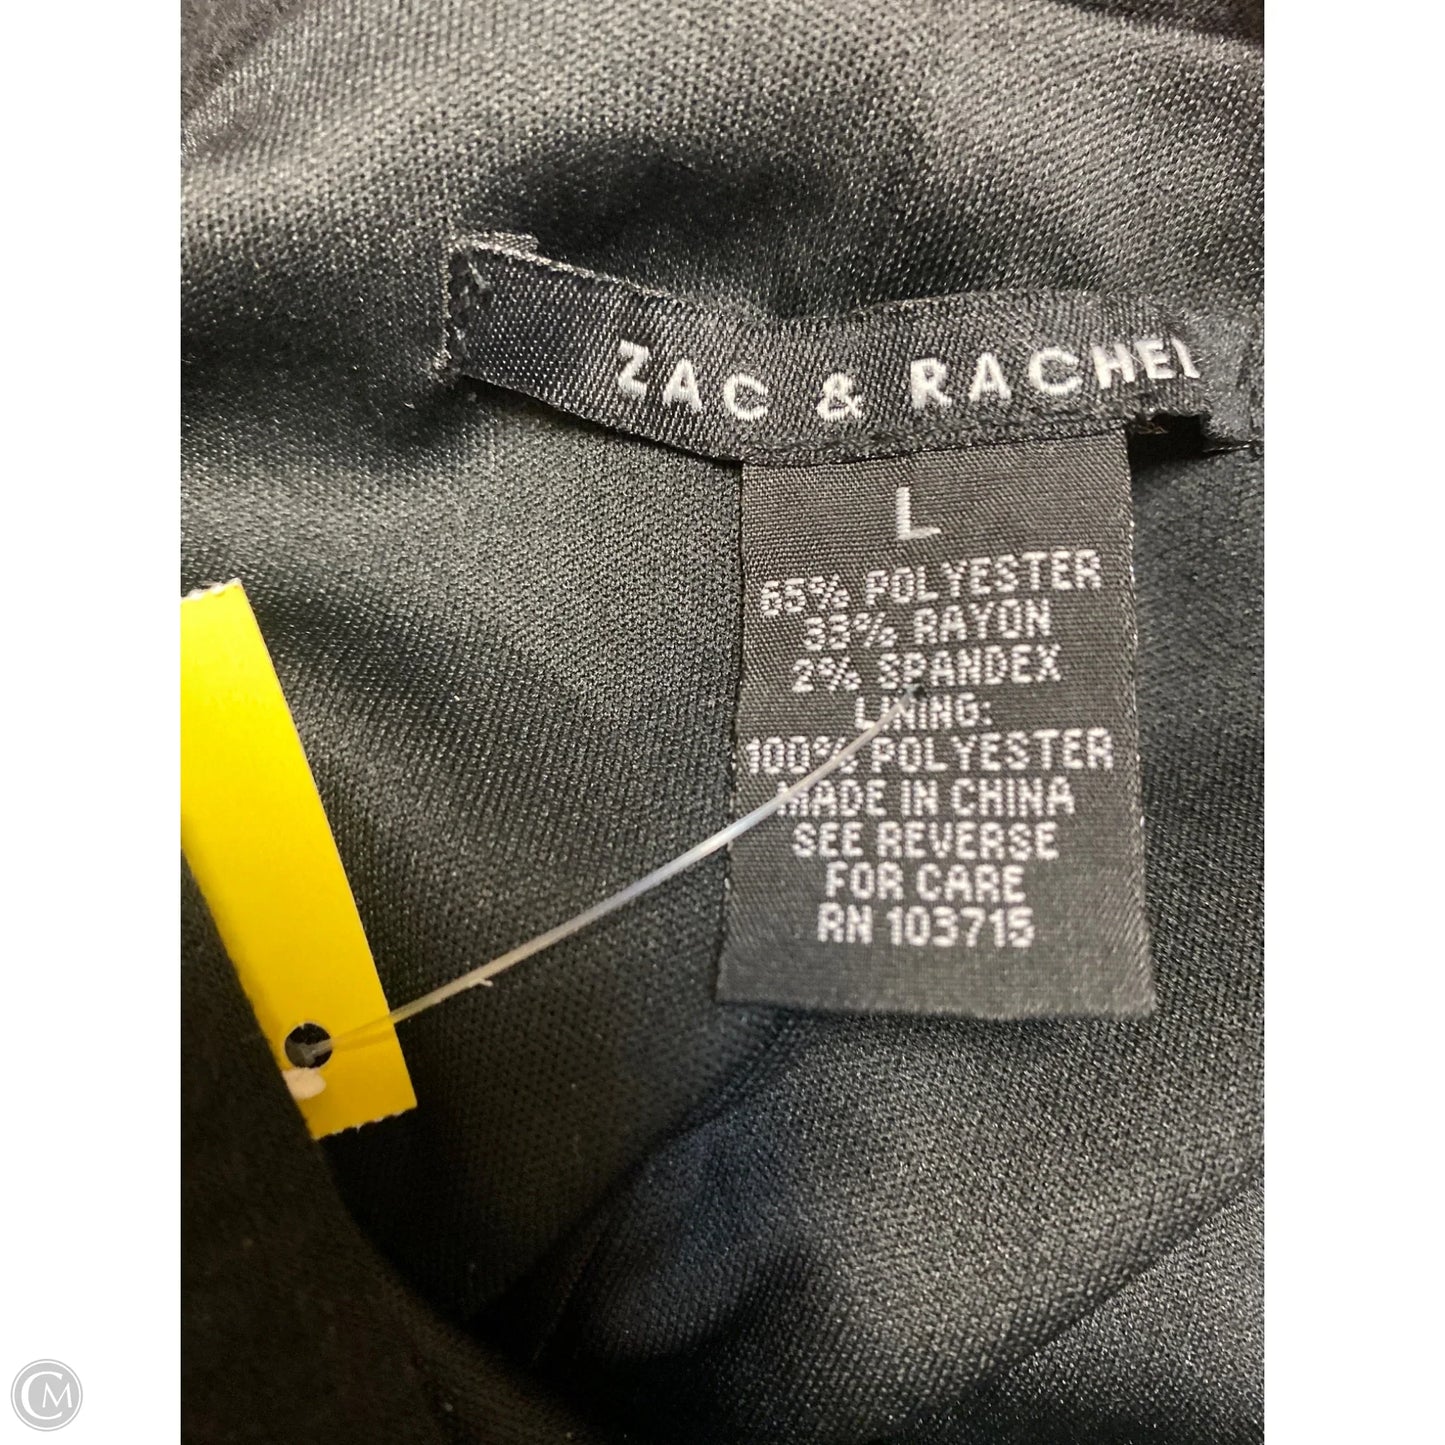 ZAC & RACHEL
L
65% POLYESTER
33% RAYON
2% SPANDEX
LINING:
100% POLYESTER
MADE IN CHINA
SEE REVERSE
FOR CARE
RN 103715
CM